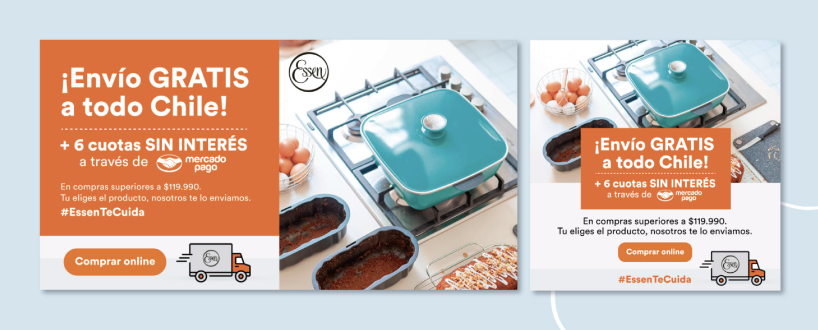 ¡Envío GRATIS
a todo Chile!
+ 6 cuotas SIN INTERÉS
a través de mercado pago
En compras superiores a $119.990.
Tu eliges el producto, nosotros te lo enviamos.
#EssenTeCuida
Comprar online
Essen
Essen
¡Envío GRATIS
a todo Chile!
+ 6 cuotas SIN INTERÉS
a través de mercado pago
En compras superiores a $119.990.
Tu eliges el producto, nosotros te lo enviamos.
Comprar online
#EssenTeCuida
Essen